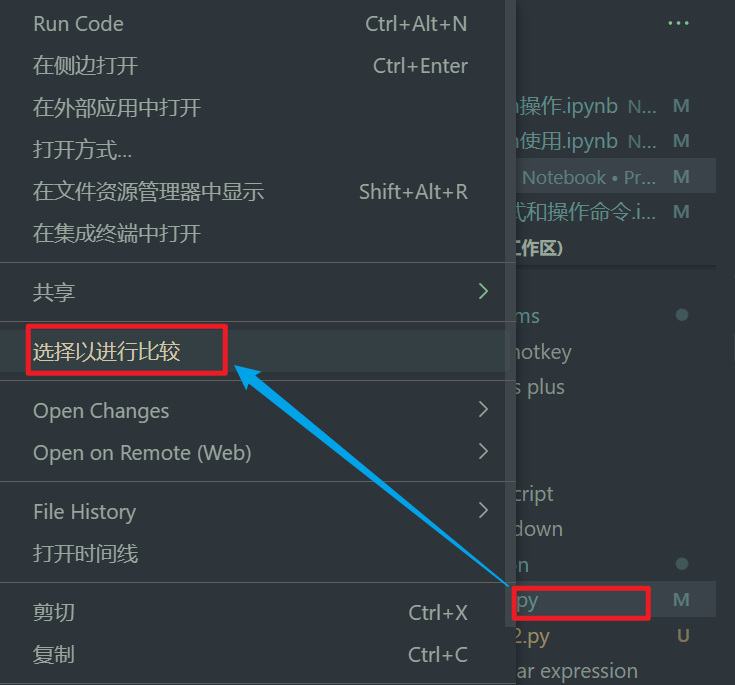 Run Code Ctrl+Alt+N
在侧边打开 Ctrl+Enter
在外部应用中打开
打开方式...
在文件资源管理器中显示 Shift+Alt+R
在集成终端中打开
共享
选择以进行比较
Open Changes
Open on Remote (Web)
File History
打开时间线
剪切 Ctrl+X
复制 Ctrl+C
...
操作.ipynb N... M
使用.ipynb N... M
Notebook • Pr... M
式和操作命令.i... M
工作区)
ms
hotkey
s plus
cript
down
n
.py M
2.py U
ar expression